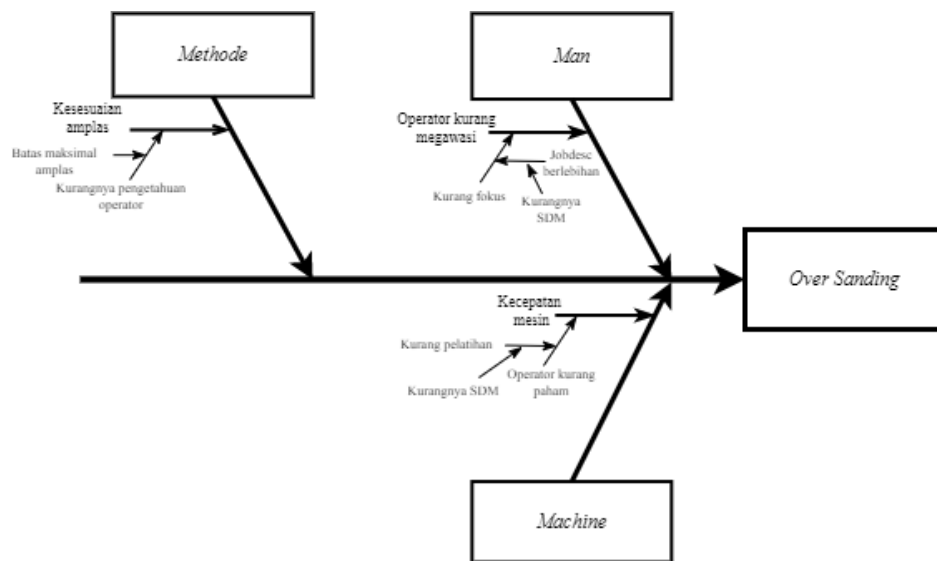 Methode
Man
Kesesuaian
amplas
Batas maksimal
amplas
Kurangnya pengetahuan
operator
Operator kurang
megawasi
Jobdesc
berlebihan
Kurang fokus
Kurangnya
SDM
Over Sanding
Kecepatan
mesin
Kurang pelatihan
Kurangnya SDM
Operator kurang
paham
Machine